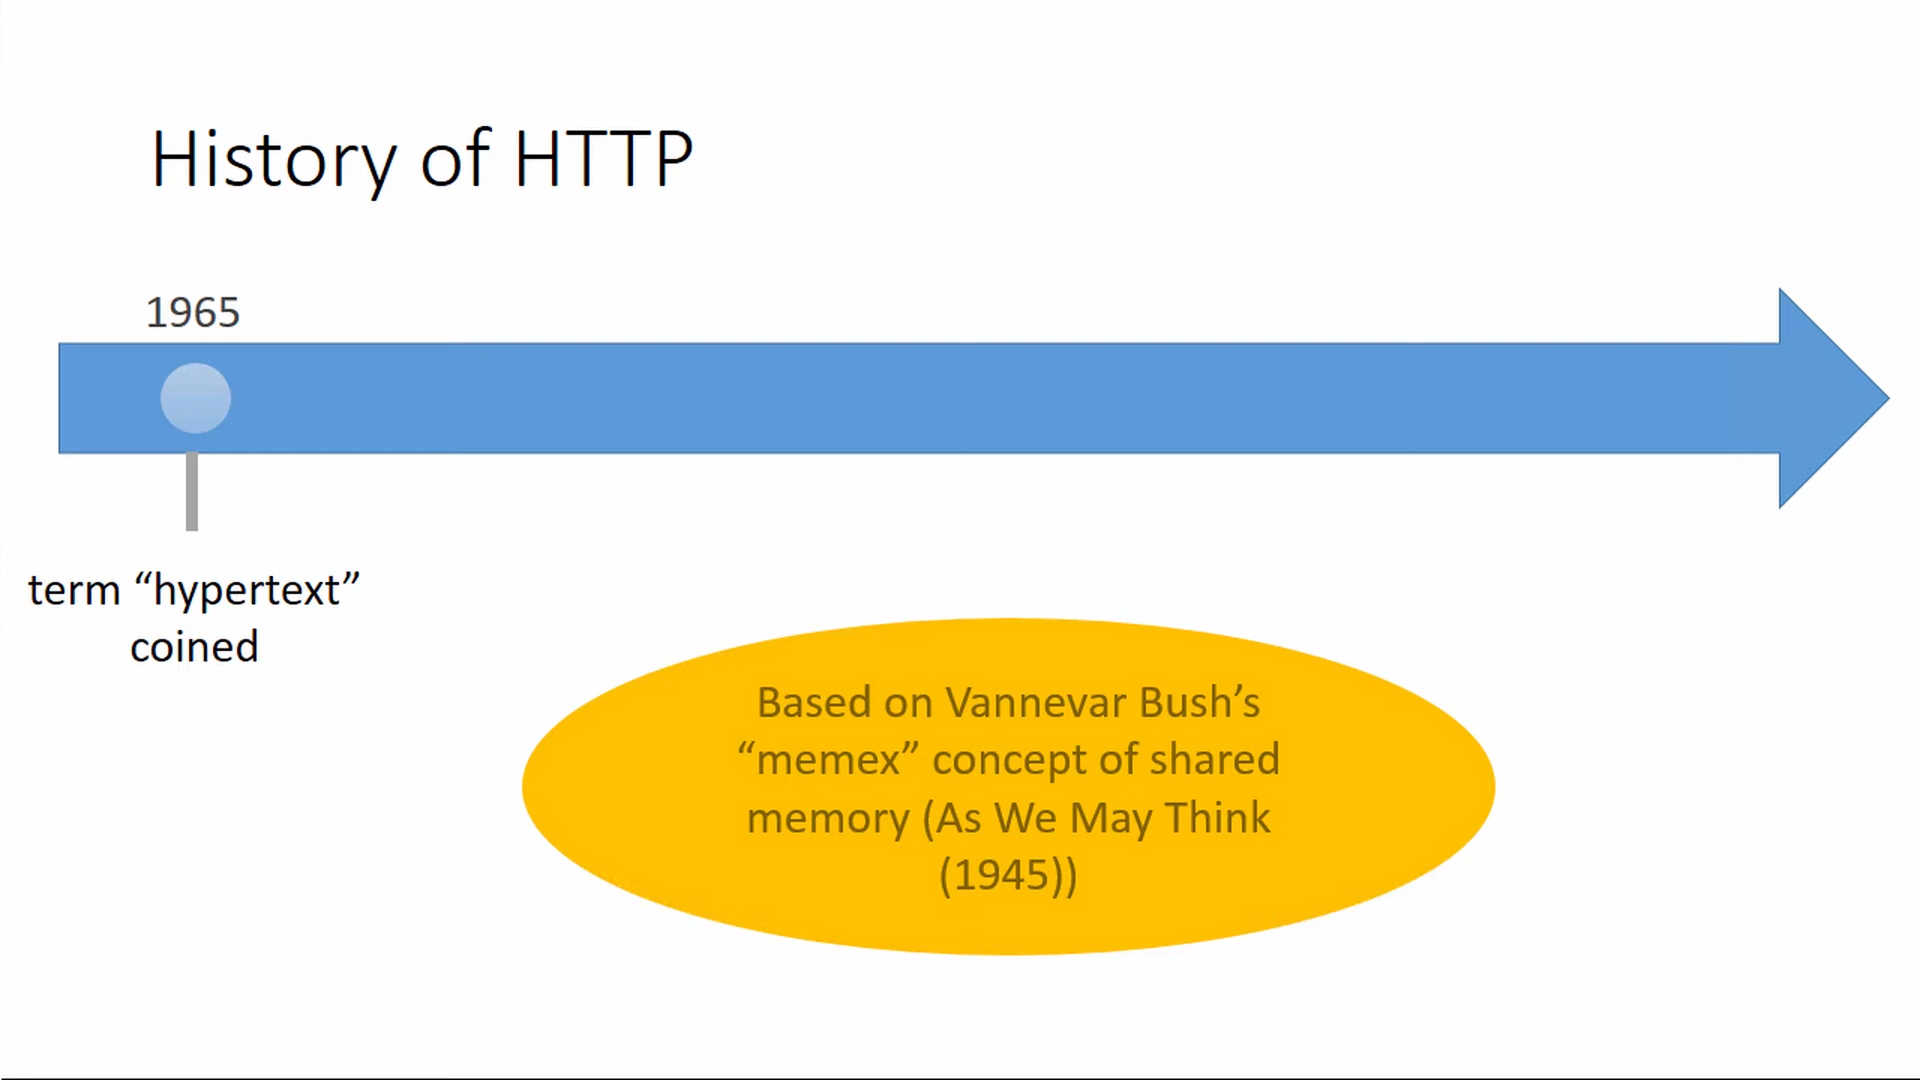 History of HTTP
1965
term “hypertext”
coined
Based on Vannevar Bush’s
“memex” concept of shared
memory (As We May Think
(1945))